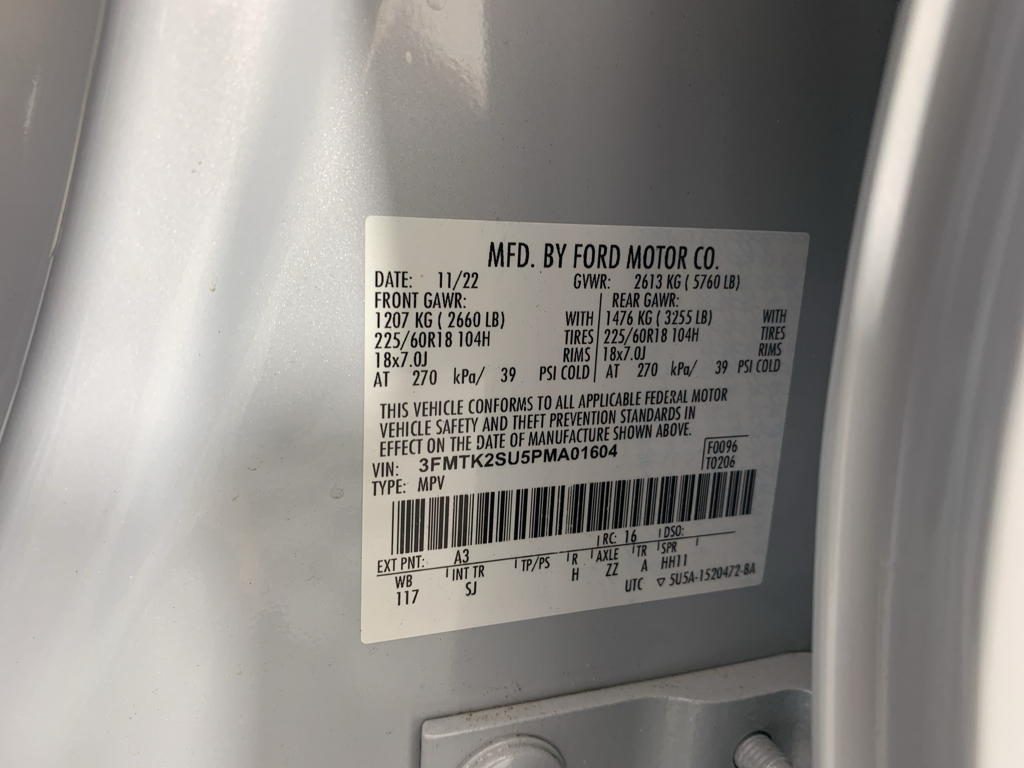 MFD. BY FORD MOTOR CO.
DATE: 11/22 GVWR: 2613 KG ( 5760 LB)
FRONT GAWR: REAR GAWR:
1207 KG ( 2660 LB) WITH 1476 KG ( 3255 LB) WITH
225/60R18 104H TIRES 225/60R18 104H TIRES
18x7.0J RIMS 18x7.0J RIMS
AT 270 kPa/ 39 PSI COLD AT 270 kPa/ 39 PSI COLD
THIS VEHICLE CONFORMS TO ALL APPLICABLE FEDERAL MOTOR
VEHICLE SAFETY AND THEFT PREVENTION STANDARDS IN
EFFECT ON THE DATE OF MANUFACTURE SHOWN ABOVE.
VIN: 3FMTK2SU5PMA01604 F0096
TYPE: MPV T0206
EXT PNT: A3 RC: 16 DSO:
WB INT TR TP/PS R AXLE TR SPR
117 SJ H ZZ A HH11
UTC ▽ 5U5A-1520472-BA